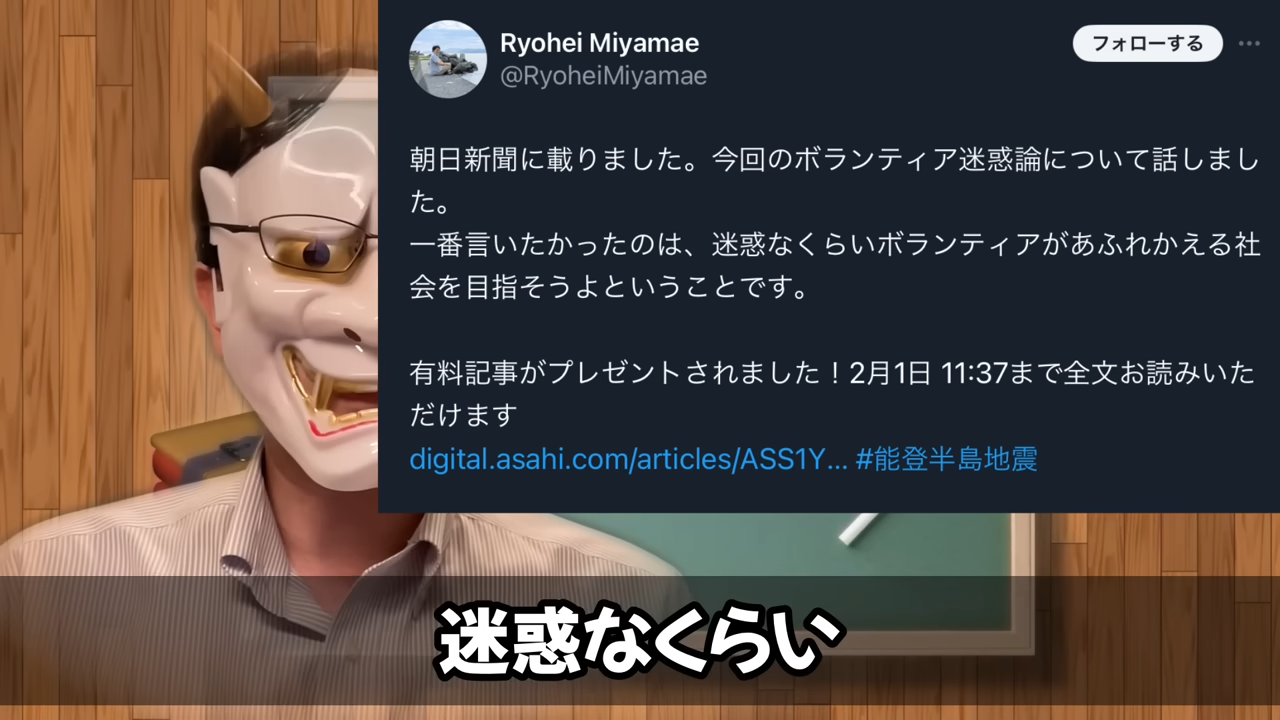 Ryohei Miyamae
@RyoheiMiyamae
フォローする
朝日新聞に載りました。今回のボランティア迷惑論について話しまし
た。
一番言いたかったのは、迷惑なくらいボランティアがあふれかえる社
会を目指そうよということです。
有料記事がプレゼントされました！2月1日 11:37まで全文お読みいた
だけます
digital.asahi.com/articles/ASS1Y... #能登半島地震
迷惑なくらい